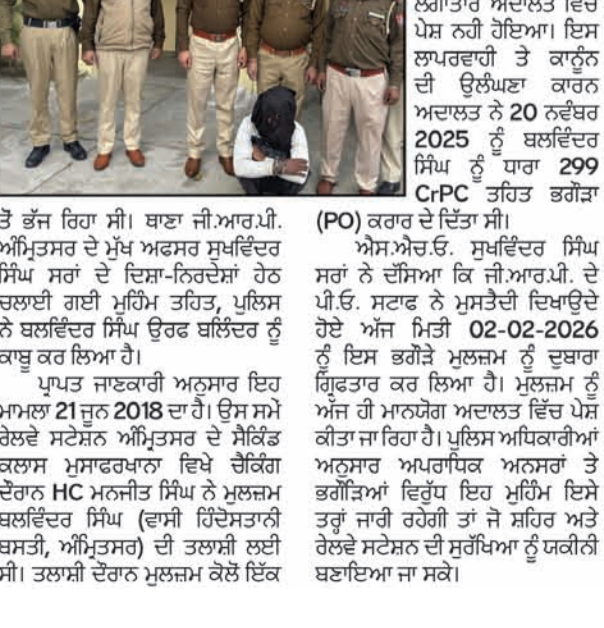 ਤੋਂ ਭੱਜ ਰਿਹਾ ਸੀ। ਥਾਣਾ ਜੀ.ਆਰ.ਪੀ.
ਅੰਮ੍ਰਿਤਸਰ ਦੇ ਮੁੱਖ ਅਫਸਰ ਸੁਖਵਿੰਦਰ
ਸਿੰਘ ਸਰਾਂ ਦੇ ਦਿਸ਼ਾ-ਨਿਰਦੇਸ਼ਾਂ ਹੇਠ
ਚਲਾਈ ਗਈ ਮੁਹਿੰਮ ਤਹਿਤ, ਪੁਲਿਸ
ਨੇ ਬਲਵਿੰਦਰ ਸਿੰਘ ਉਰਫ ਬਲਿੰਦਰ ਨੂੰ
ਕਾਬੂ ਕਰ ਲਿਆ ਹੈ।
ਪ੍ਰਾਪਤ ਜਾਣਕਾਰੀ ਅਨੁਸਾਰ ਇਹ
ਮਾਮਲਾ 21 ਜੂਨ 2018 ਦਾ ਹੈ। ਉਸ ਸਮੇਂ
ਰੇਲਵੇ ਸਟੇਸ਼ਨ ਅੰਮ੍ਰਿਤਸਰ ਦੇ ਸੈਕਿੰਡ
ਕਲਾਸ ਮੁਸਾਫਰਖਾਨਾ ਵਿਖੇ ਚੈਕਿੰਗ
ਦੌਰਾਨ HC ਮਨਜੀਤ ਸਿੰਘ ਨੇ ਮੁਲਜ਼ਮ
ਬਲਵਿੰਦਰ ਸਿੰਘ (ਵਾਸੀ ਹਿੰਦੋਸਤਾਨੀ
ਬਸਤੀ, ਅੰਮ੍ਰਿਤਸਰ) ਦੀ ਤਲਾਸ਼ੀ ਲਈ
ਸੀ। ਤਲਾਸ਼ੀ ਦੌਰਾਨ ਮੁਲਜ਼ਮ ਕੋਲੋਂ ਇੱਕ
ਲਗਾਤਾਰ ਅਦਾਲਤ ਵਿੱਚ
ਪੇਸ਼ ਨਹੀ ਹੋਇਆ। ਇਸ
ਲਾਪਰਵਾਹੀ ਤੇ ਕਾਨੂੰਨ
ਦੀ ਉਲੰਘਣਾ ਕਾਰਨ
ਅਦਾਲਤ ਨੇ 20 ਨਵੰਬਰ
2025 ਨੂੰ ਬਲਵਿੰਦਰ
ਸਿੰਘ ਨੂੰ ਧਾਰਾ 299
CrPC ਤਹਿਤ ਭਗੌੜਾ
(PO) ਕਰਾਰ ਦੇ ਦਿੱਤਾ ਸੀ।
ਐਸ.ਐਚ.ਓ. ਸੁਖਵਿੰਦਰ ਸਿੰਘ
ਸਰਾਂ ਨੇ ਦੱਸਿਆ ਕਿ ਜੀ.ਆਰ.ਪੀ. ਦੇ
ਪੀ.ਓ. ਸਟਾਫ ਨੇ ਮੁਸਤੈਦੀ ਦਿਖਾਉਂਦੇ
ਹੋਏ ਅੱਜ ਮਿਤੀ 02-02-2026
ਨੂੰ ਇਸ ਭਗੌੜੇ ਮੁਲਜ਼ਮ ਨੂੰ ਦੁਬਾਰਾ
ਗ੍ਰਿਫਤਾਰ ਕਰ ਲਿਆ ਹੈ। ਮੁਲਜ਼ਮ ਨੂੰ
ਅੱਜ ਹੀ ਮਾਨਯੋਗ ਅਦਾਲਤ ਵਿੱਚ ਪੇਸ਼
ਕੀਤਾ ਜਾ ਰਿਹਾ ਹੈ। ਪੁਲਿਸ ਅਧਿਕਾਰੀਆਂ
ਅਨੁਸਾਰ ਅਪਰਾਧਿਕ ਅਨਸਰਾਂ ਤੇ
ਭਗੌੜਿਆਂ ਵਿਰੁੱਧ ਇਹ ਮੁਹਿੰਮ ਇਸੇ
ਤਰ੍ਹਾਂ ਜਾਰੀ ਰਹੇਗੀ ਤਾਂ ਜੋ ਸ਼ਹਿਰ ਅਤੇ
ਰੇਲਵੇ ਸਟੇਸ਼ਨ ਦੀ ਸੁਰੱਖਿਆ ਨੂੰ ਯਕੀਨੀ
ਬਣਾਇਆ ਜਾ ਸਕੇ।